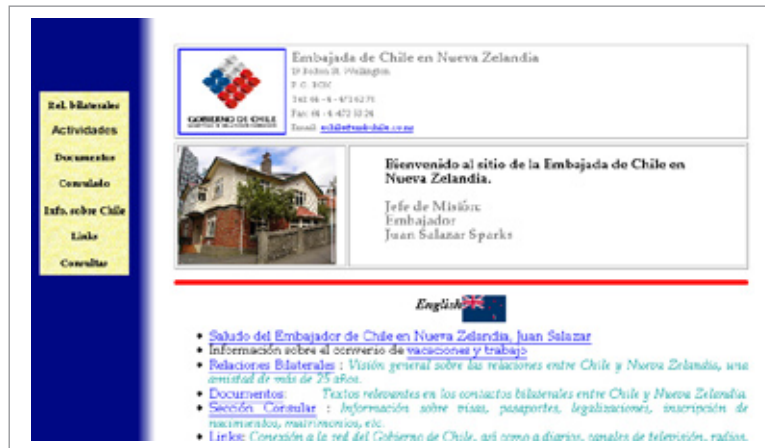 Embajada de Chile en Nueva Zelandia
GOBIERNO DE CHILE
Rel. bilaterales
Actividades
Documentos
Consulado
Info. sobre Chile
Links
Consultas
Bienvenido al sitio de la Embajada de Chile en
Nueva Zelandia.
Jefe de Misión:
Embajador
Juan Salazar Sparks
English
Saludo del Embajador de Chile en Nueva Zelandia, Juan Salazar
Información sobre el converso de vacaciones y trabajo
Relaciones Bilaterales : Visión general sobre las relaciones entre Chile y Nueva Zelandia, una
amistad de más de 25 años.
Documentos: Textos relevantes en los contactos bilaterales entre Chile y Nueva Zelandia.
Sección Consular : Información sobre visas, pasaportes, legalizaciones, inscripción de
nacimientos, matrimonios, etc.
Links: Conexión a la red del Gobierno de Chile, así como a diarios, canales de televisión, radios,